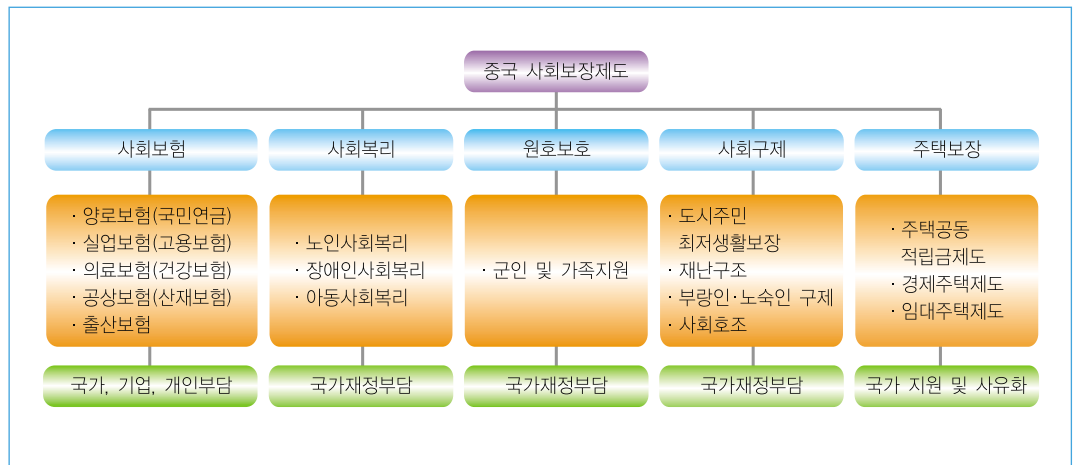 중국 사회보장제도
사회보험
사회복리
원호보호
사회구제
주택보장
· 양로보험(국민연금)
· 실업보험(고용보험)
· 의료보험(건강보험)
· 공상보험(산재보험)
· 출산보험
· 노인사회복리
· 장애인사회복리
· 아동사회복리
· 군인 및 가족지원
· 도시주민
최저생활보장
· 재난구조
· 부랑인·노숙인 구제
· 사회호조
· 주택공동
적립금제도
· 경제주택제도
· 임대주택제도
국가, 기업, 개인부담
국가재정부담
국가재정부담
국가재정부담
국가 지원 및 사유화